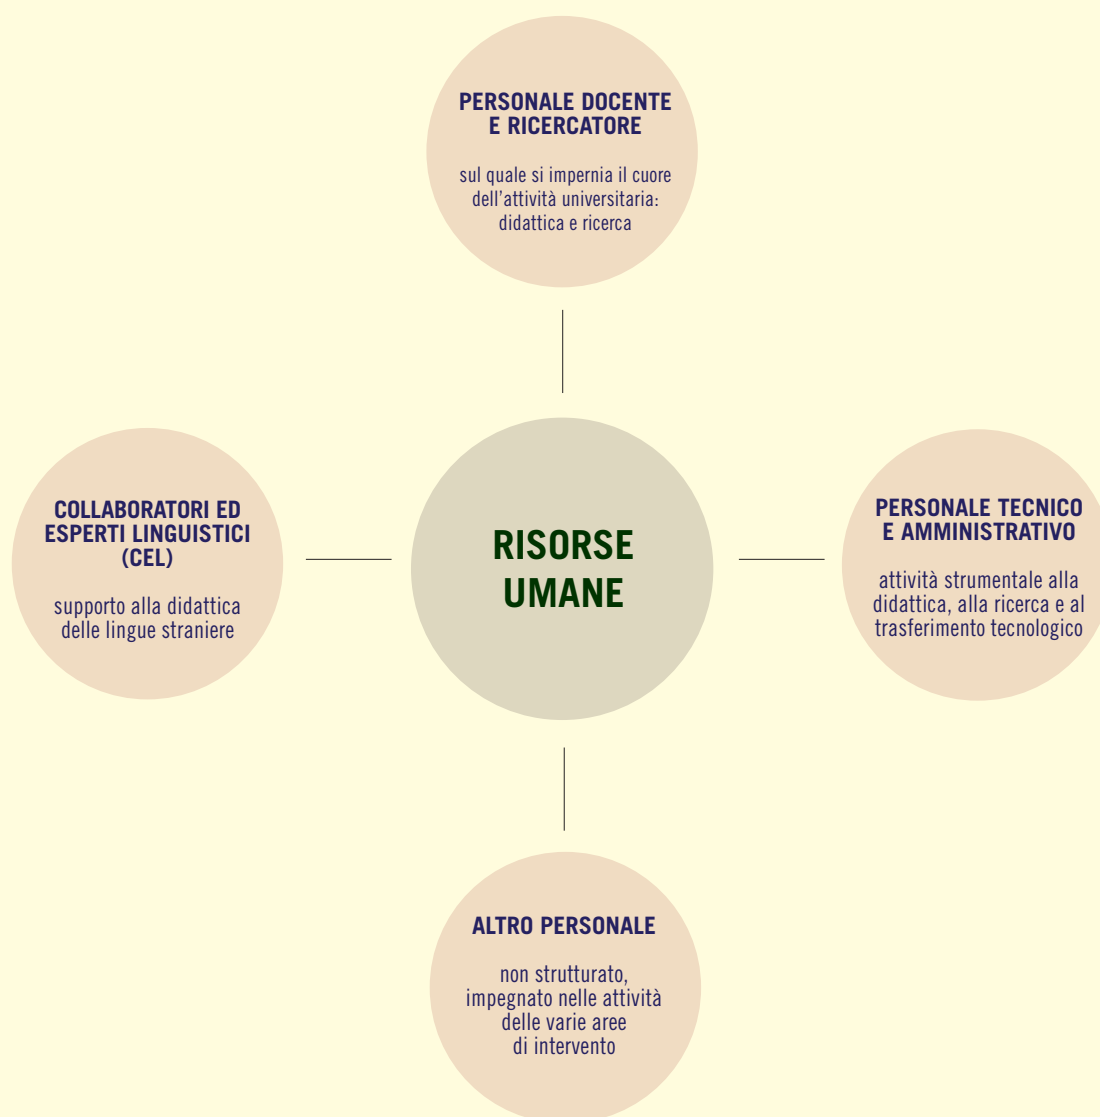 PERSONALE DOCENTE
E RICERCATORE
sul quale si impernia il cuore
dell'attività universitaria:
didattica e ricerca
COLLABORATORI ED
ESPERTI LINGUISTICI
(CEL)
supporto alla didattica
delle lingue straniere
RISORSE
UMANE
PERSONALE TECNICO
E AMMINISTRATIVO
attività strumentale alla
didattica, alla ricerca e al
trasferimento tecnologico
ALTRO PERSONALE
non strutturato,
impegnato nelle attività
delle varie aree
di intervento